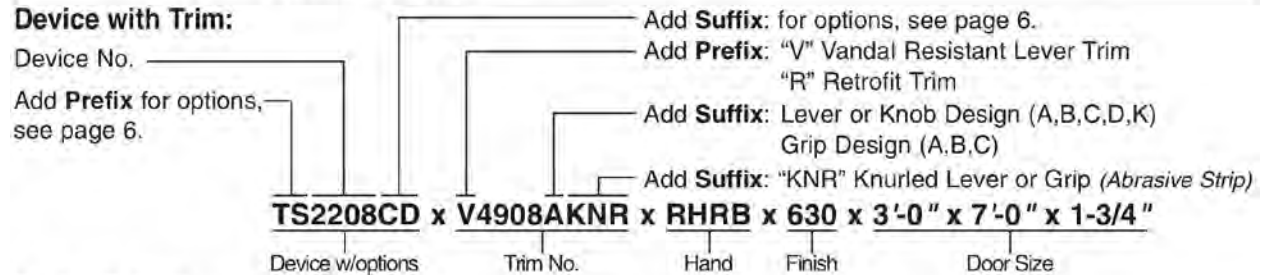 Device with Trim:
Add Suffix: for options, see page 6.
Device No.
Add Prefix: “V” Vandal Resistant Lever Trim
“R” Retrofit Trim
Add Prefix for options,
see page 6.
Add Suffix: Lever or Knob Design (A,B,C,D,K)
Grip Design (A,B,C)
Add Suffix: “KNR” Knurled Lever or Grip (Abrasive Strip)
TS2208CD x V4908AKNR x RHRB x 630 x 3'-0" x 7'-0" x 1-3/4"
Device w/options Trim No. Hand Finish Door Size